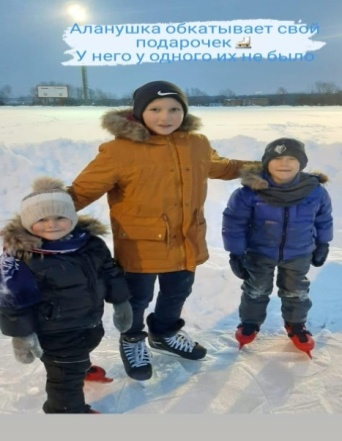 Аланушка обкатывает свой
подарочек ⛸
У него у одного их не было